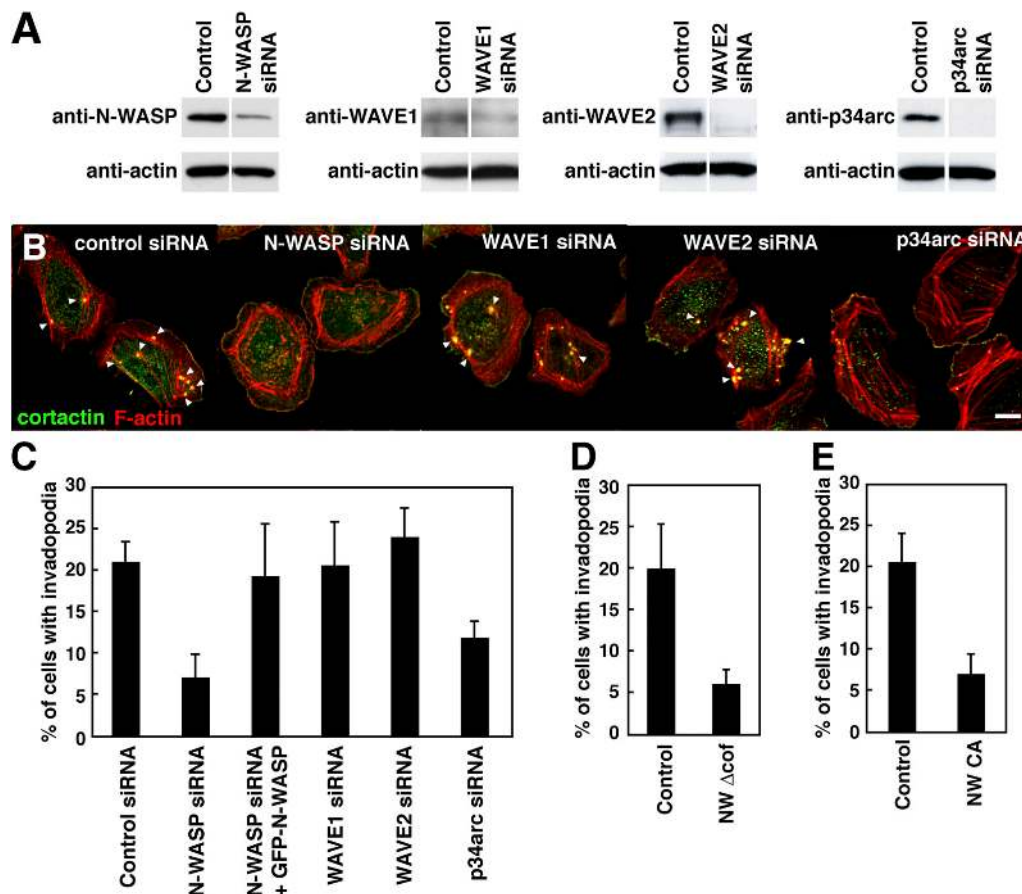 A
Control
N-WASP
siRNA
anti-N-WASP
anti-actin
Control
WAVE1
siRNA
anti-WAVE1
anti-actin
Control
WAVE2
siRNA
anti-WAVE2
anti-actin
Control
p34arc
siRNA
anti-p34arc
anti-actin
B
control siRNA
N-WASP siRNA
WAVE1 siRNA
WAVE2 siRNA
p34arc siRNA
cortactin F-actin
C
% of cells with invadopodia
30
25
20
15
10
5
0
Control siRNA
N-WASP siRNA
N-WASP siRNA
+ GFP-N-WASP
WAVE1 siRNA
WAVE2 siRNA
p34arc siRNA
D
% of cells with invadopodia
30
25
20
15
10
5
0
Control
NW Δcof
E
% of cells with invadopodia
30
25
20
15
10
5
0
Control
NW CA